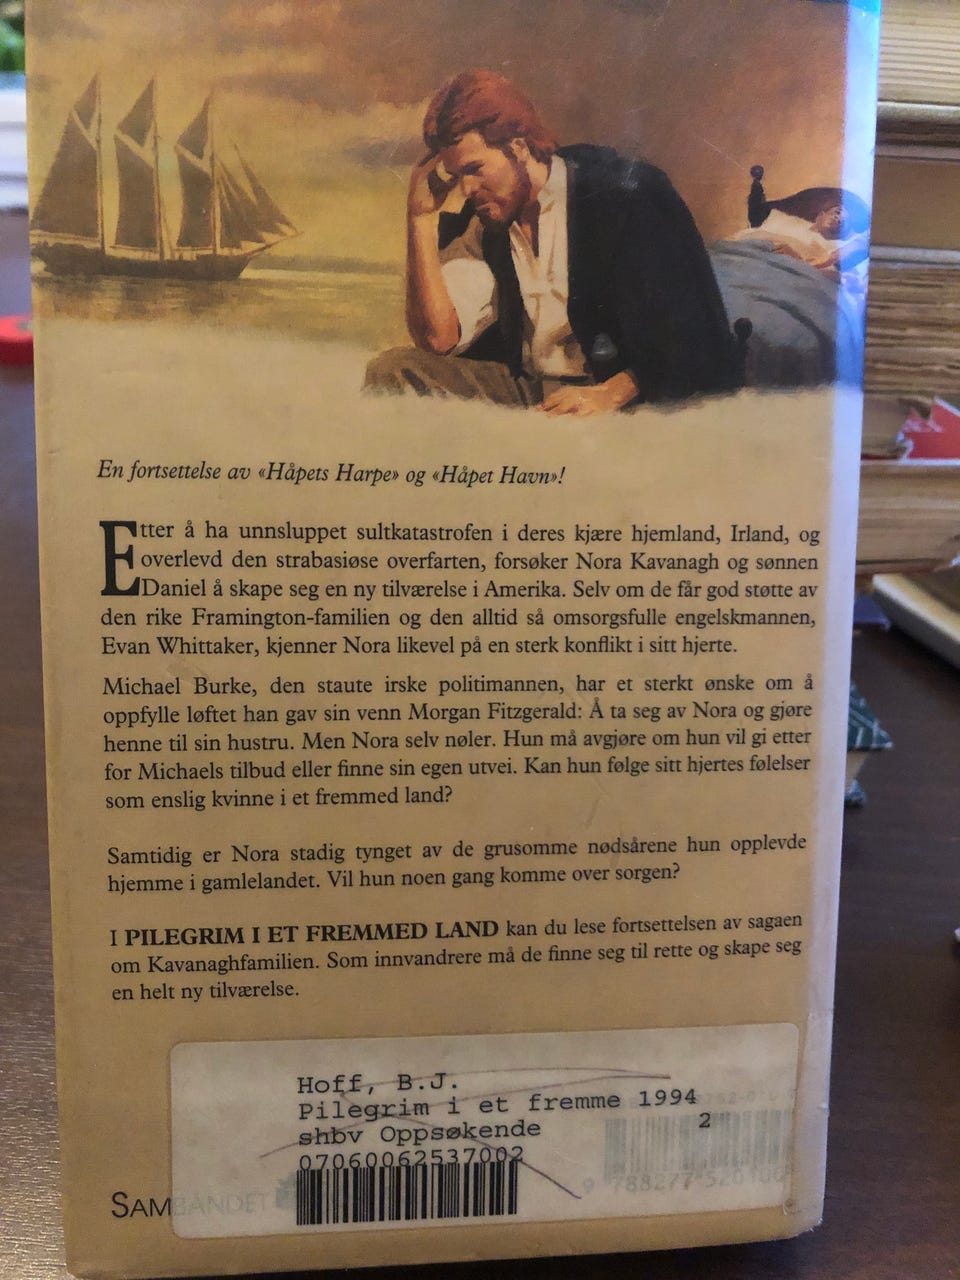 En fortsettelse av «Håpets Harpe» og «Håpet Havn»!
Etter å ha unnsluppet sultkatastrofen i deres kjære hjemland, Irland, og
overlevd den strabasiøse overfarten, forsøker Nora Kavanagh og sønnen
Daniel å skape seg en ny tilværelse i Amerika. Selv om de får god støtte av
den rike Framington-familien og den alltid så omsorgsfulle engelskmannen,
Evan Whittaker, kjenner Nora likevel på en sterk konflikt i sitt hjerte.
Michael Burke, den staute irske politimannen, har et sterkt ønske om å
oppfylle løftet han gav sin venn Morgan Fitzgerald: Å ta seg av Nora og gjøre
henne til sin hustru. Men Nora selv nøler. Hun må avgjøre om hun vil gi etter
for Michaels tilbud eller finne sin egen utvei. Kan hun følge sitt hjertes følelser
som enslig kvinne i et fremmed land?
Samtidig er Nora stadig tynget av de grusomme nødsårene hun opplevde
hjemme i gamlelandet. Vil hun noen gang komme over sorgen?
I PILEGRIM I ET FREMMED LAND kan du lese fortsettelsen av sagaen
om Kavanaghfamilien. Som innvandrere må de finne seg til rette og skape seg
en helt ny tilværelse.
Hoff, B.J.
Pilegrim i et fremme 1994
2
shbv Oppsøkende
07060062537002
SAMBÅNDET